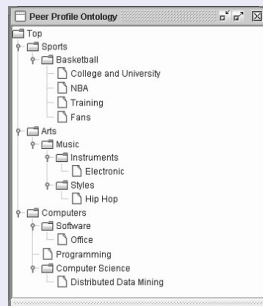 Peer Profile Ontology
Top
Sports
Basketball
College and University
NBA
Training
Fans
Arts
Music
Instruments
Electronic
Styles
Hip Hop
Computers
Software
Office
Programming
Computer Science
Distributed Data Mining